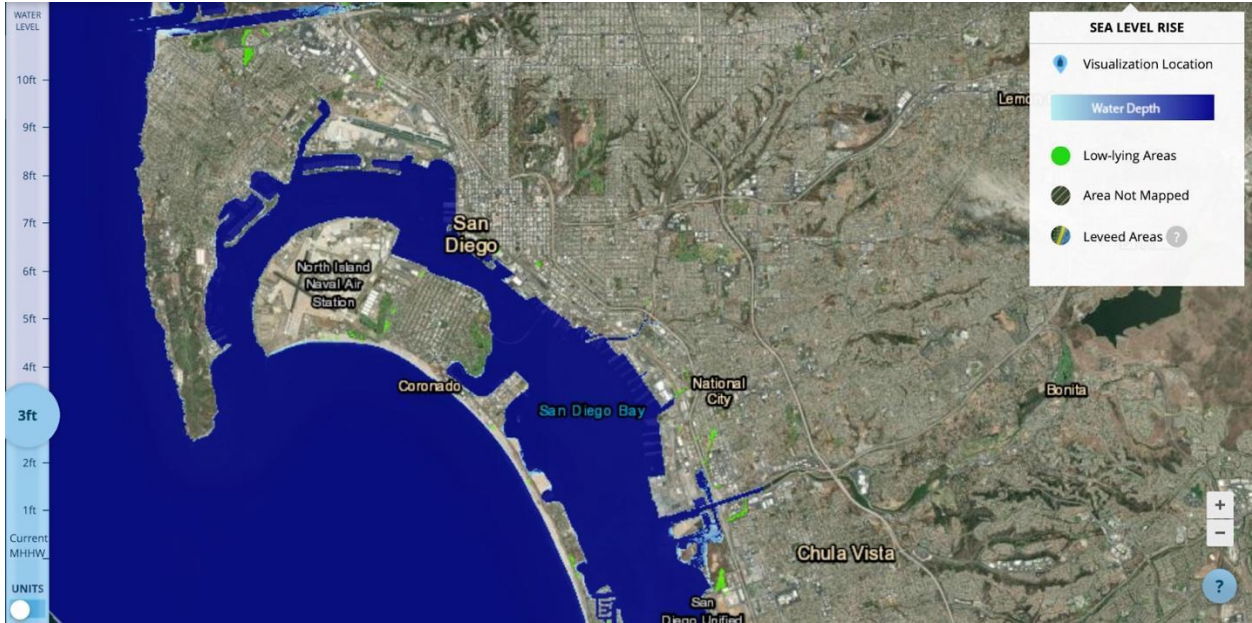 WATER
LEVEL
10ft
9ft
8ft
7ft
6ft
5ft
4ft
3ft
2ft
1ft
Current
MHHW
UNITS
San
Diego
North Island
Naval Air
Station
Coronado
San Diego Bay
National
City
Bonita
Chula Vista
San
Diego Unified
Lemon
SEA LEVEL RISE
Visualization Location
Water Depth
Low-lying Areas
Area Not Mapped
Leveed Areas ?
+
−
?